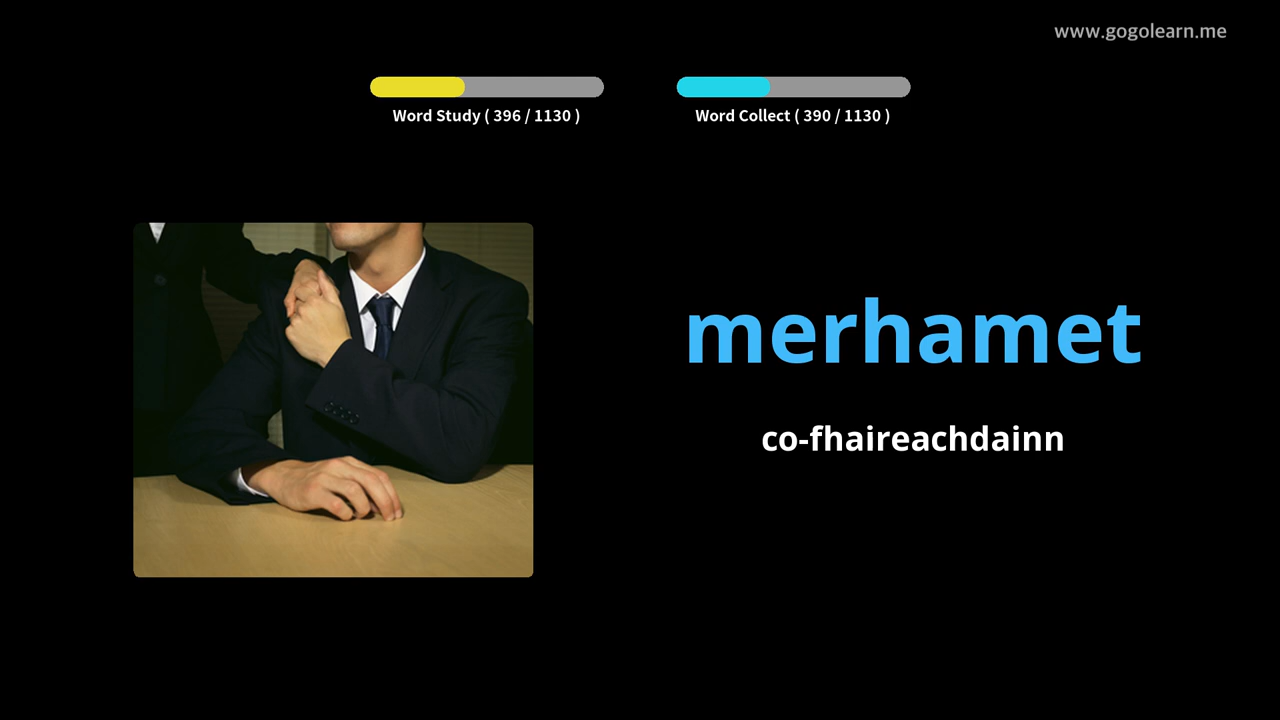 www.gogolearn.me
Word Study ( 396 / 1130 )
Word Collect ( 390 / 1130 )
merhamet
co-fhaireachdainn